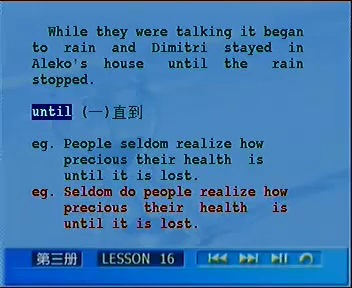 While they were talking it began
to rain and Dimitri stayed in
Aleko's house until the rain
stopped.
until (一)直到
eg. People seldom realize how
precious their health is
until it is lost.
eg. Seldom do people realize how
precious their health is
until it is lost.
第三册 LESSON 16